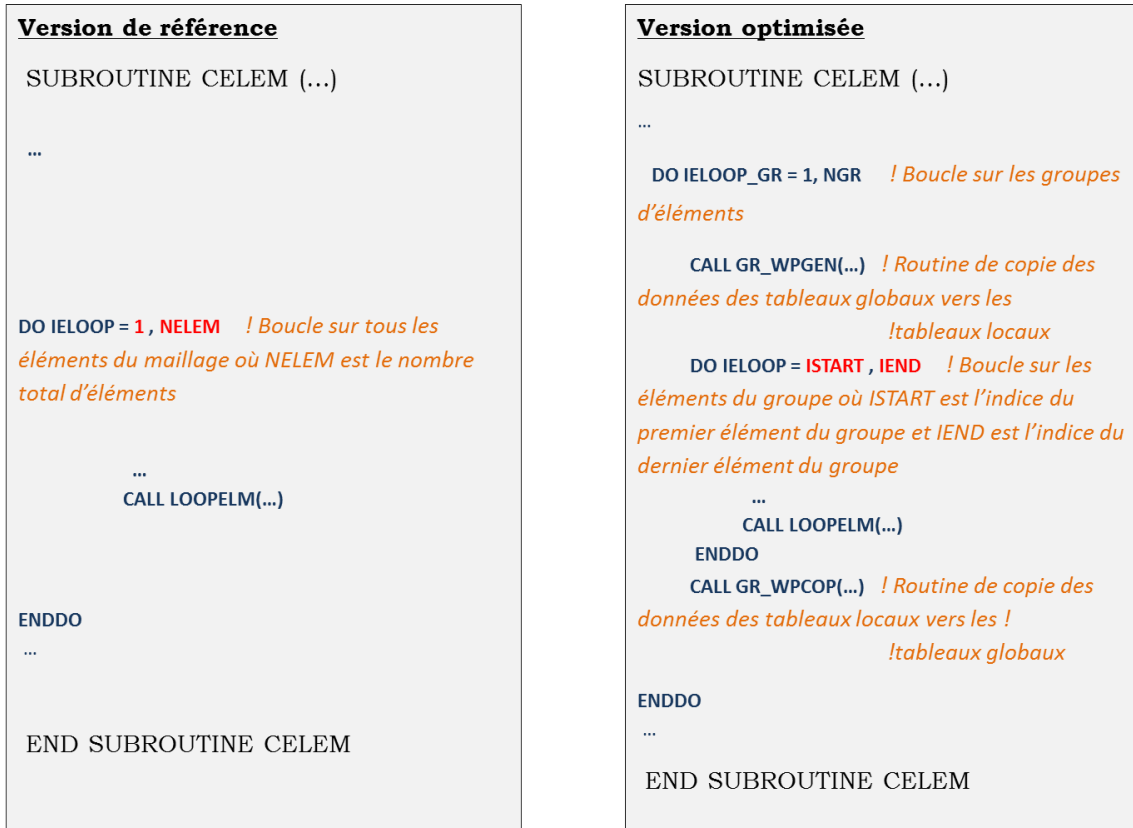 Version de référence
SUBROUTINE CELEM (...)
...
DO IELOOP = 1 , NELEM ! Boucle sur tous les
éléments du maillage où NELEM est le nombre
total d’éléments
...
CALL LOOPELM(...)
ENDDO
...
END SUBROUTINE CELEM
Version optimisée
SUBROUTINE CELEM (...)
...
DO IELOOP_GR = 1, NGR ! Boucle sur les groupes
d’éléments
CALL GR_WPGEN(...) ! Routine de copie des
données des tableaux globaux vers les
!tableaux locaux
DO IELOOP = ISTART , IEND ! Boucle sur les
éléments du groupe où ISTART est l’indice du
premier élément du groupe et IEND est l’indice du
dernier élément du groupe
...
CALL LOOPELM(...)
ENDDO
CALL GR_WPCOP(...) ! Routine de copie des
données des tableaux locaux vers les !
!tableaux globaux
ENDDO
...
END SUBROUTINE CELEM